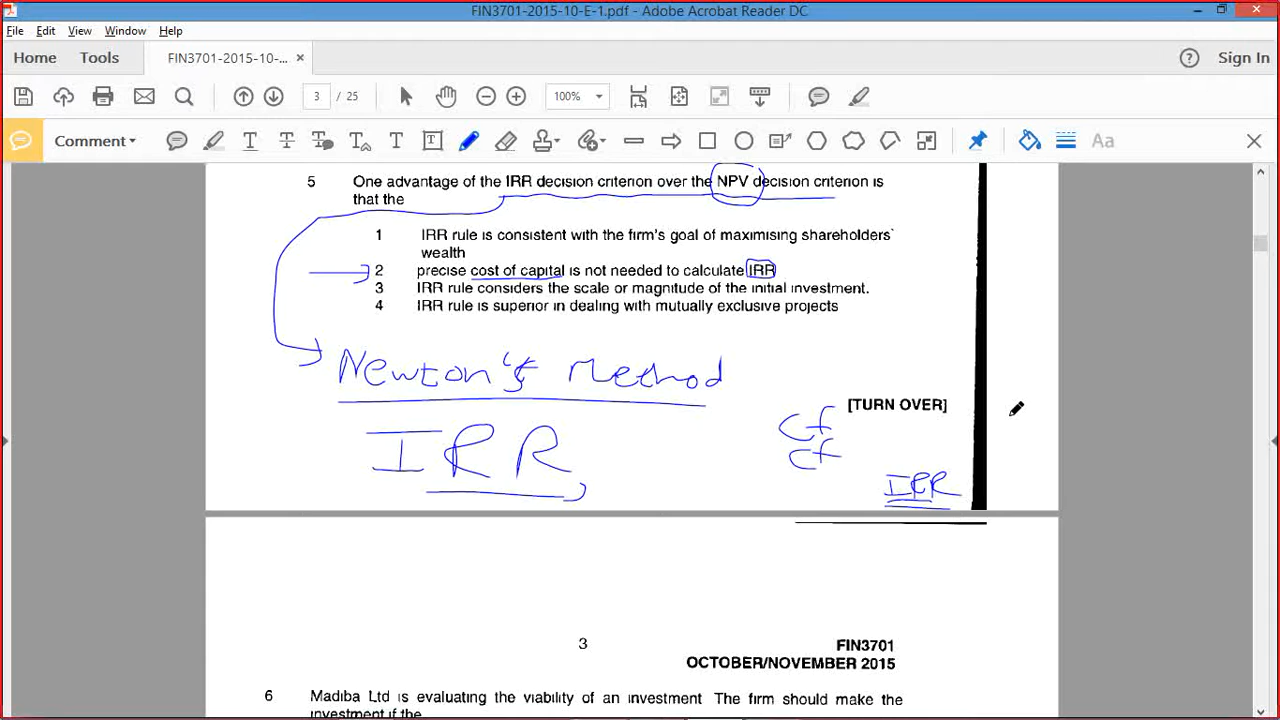 FIN3701-2015-10-E-1.pdf - Adobe Acrobat Reader DC
File Edit View Window Help
Home Tools FIN3701-2015-10-... × Sign In
3 / 25 100%
Comment Aa
5 One advantage of the IRR decision criterion over the NPV decision criterion is
that the
1 IRR rule is consistent with the firm's goal of maximising shareholders`
wealth
2 precise cost of capital is not needed to calculate IRR
3 IRR rule considers the scale or magnitude of the initial investment.
4 IRR rule is superior in dealing with mutually exclusive projects
Newton's Method
[TURN OVER]
Cf
IRR
Cf
IRR
3 FIN3701
OCTOBER/NOVEMBER 2015
6 Madiba Ltd is evaluating the viability of an investment The firm should make the
investment if the